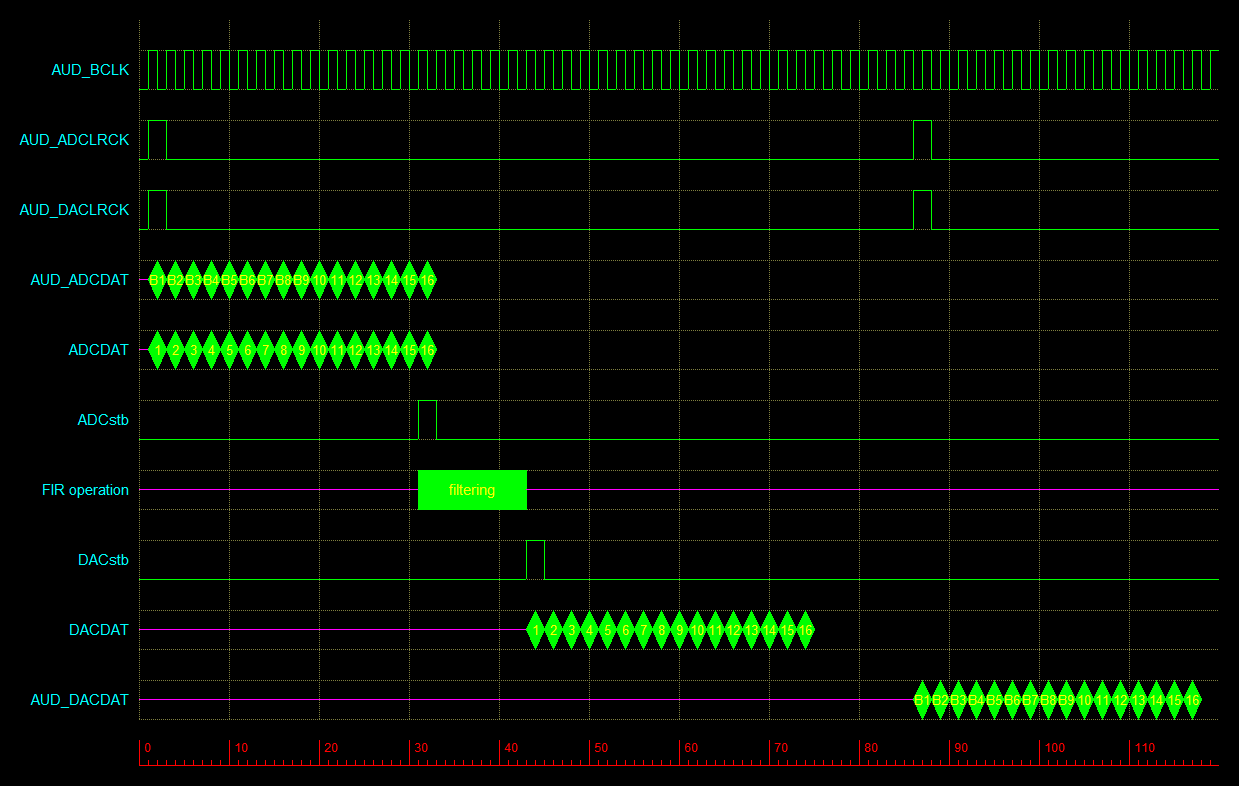 AUD_BCLK
AUD_ADCLRCK
AUD_DACLRCK
AUD_ADCDAT B1 B2 B3 B4 B5 B6 B7 B8 B9 10 11 12 13 14 15 16
ADCDAT 1 2 3 4 5 6 7 8 9 10 11 12 13 14 15 16
ADCstb
FIR operation filtering
DACstb
DACDAT 1 2 3 4 5 6 7 8 9 10 11 12 13 14 15 16
AUD_DACDAT B1 B2 B3 B4 B5 B6 B7 B8 B9 10 11 12 13 14 15 16
0 10 20 30 40 50 60 70 80 90 100 110